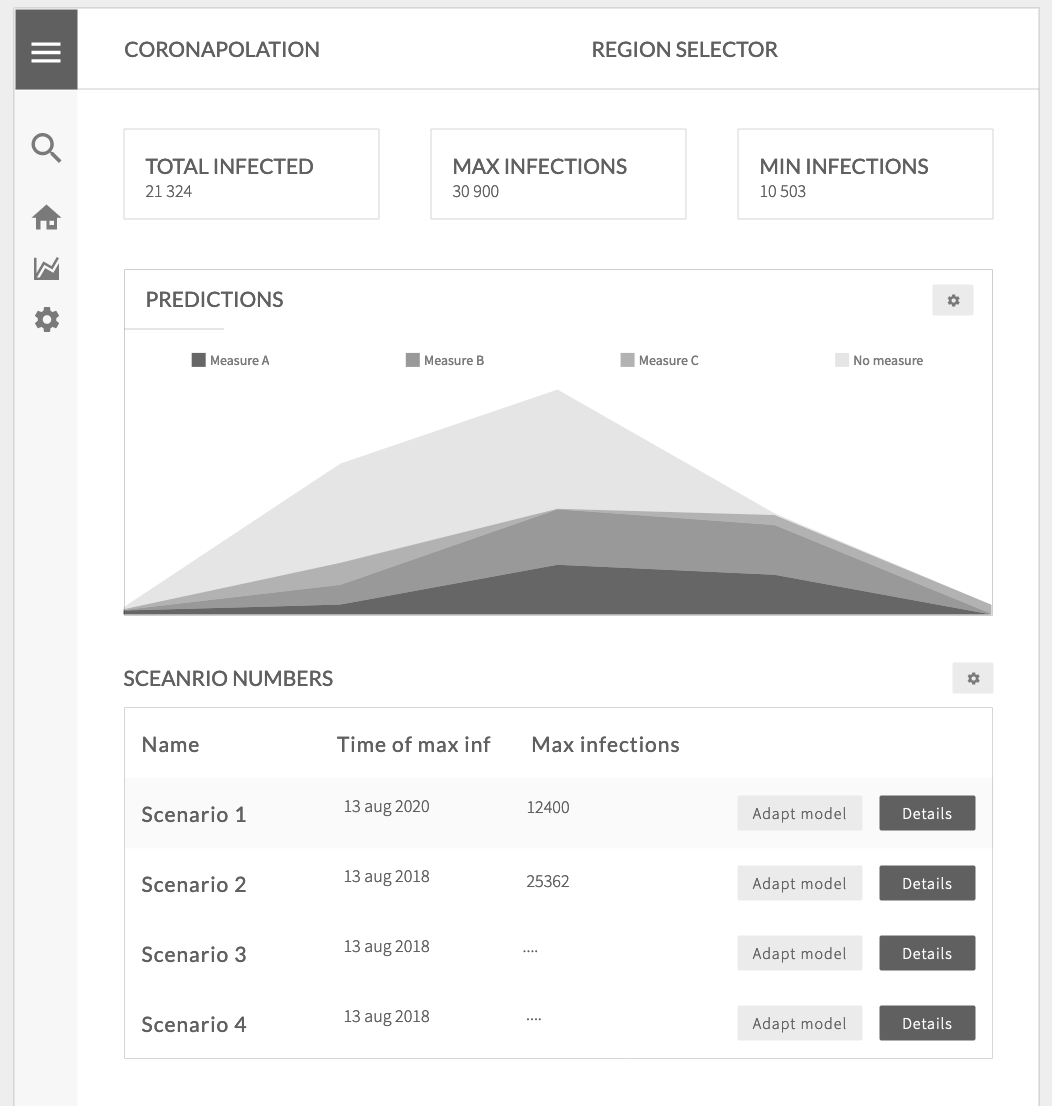 CORONAPOLATION
REGION SELECTOR
TOTAL INFECTED
21 324
MAX INFECTIONS
30 900
MIN INFECTIONS
10 503
PREDICTIONS
Measure A
Measure B
Measure C
No measure
SCEANRIO NUMBERS
Name Time of max inf Max infections
Scenario 1 13 aug 2020 12400 Adapt model Details
Scenario 2 13 aug 2018 25362 Adapt model Details
Scenario 3 13 aug 2018 .... Adapt model Details
Scenario 4 13 aug 2018 .... Adapt model Details